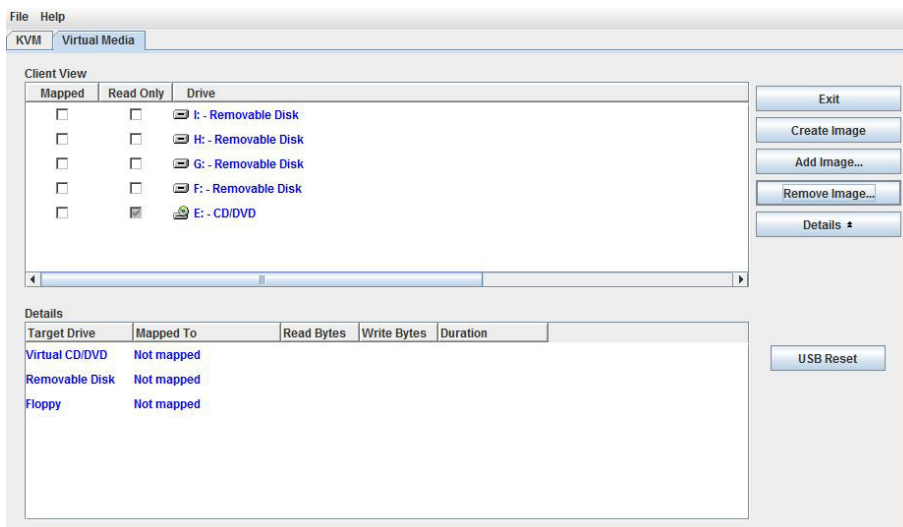 File Help
KVM Virtual Media
Client View
Mapped Read Only Drive
I: - Removable Disk
H: - Removable Disk
G: - Removable Disk
F: - Removable Disk
E: - CD/DVD
Exit
Create Image
Add Image...
Remove Image...
Details
Details
Target Drive Mapped To Read Bytes Write Bytes Duration
Virtual CD/DVD Not mapped
Removable Disk Not mapped
Floppy Not mapped
USB Reset